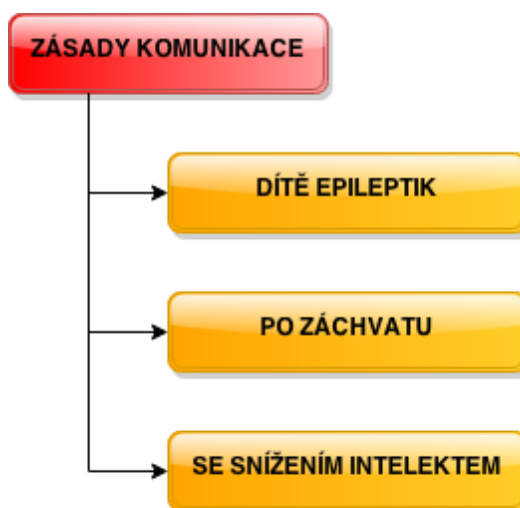 ZÁSADY KOMUNIKACE
DÍTĚ EPILEPTIK
PO ZÁCHVATU
SE SNÍŽENÍM INTELEKTEM